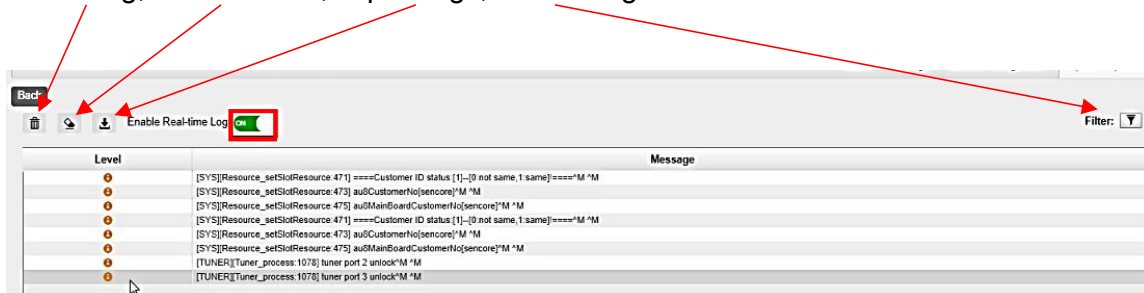 Back
Enable Real-time Log ON
Filter:
Level Message
[SYS][Resource_setSlotResource:471] ====Customer ID status:[1]--[0:not same,1:same]!====^M ^M
[SYS][Resource_setSlotResource:473] au8CustomerNo[sencore]^M ^M
[SYS][Resource_setSlotResource:475] au8MainBoardCustomerNo[sencore]^M ^M
[SYS][Resource_setSlotResource:471] ====Customer ID status:[1]--[0:not same,1:same]!====^M ^M
[SYS][Resource_setSlotResource:473] au8CustomerNo[sencore]^M ^M
[SYS][Resource_setSlotResource:475] au8MainBoardCustomerNo[sencore]^M ^M
[TUNER][Tuner_process:1078] tuner port 2 unlock^M ^M
[TUNER][Tuner_process:1078] tuner port 3 unlock^M ^M